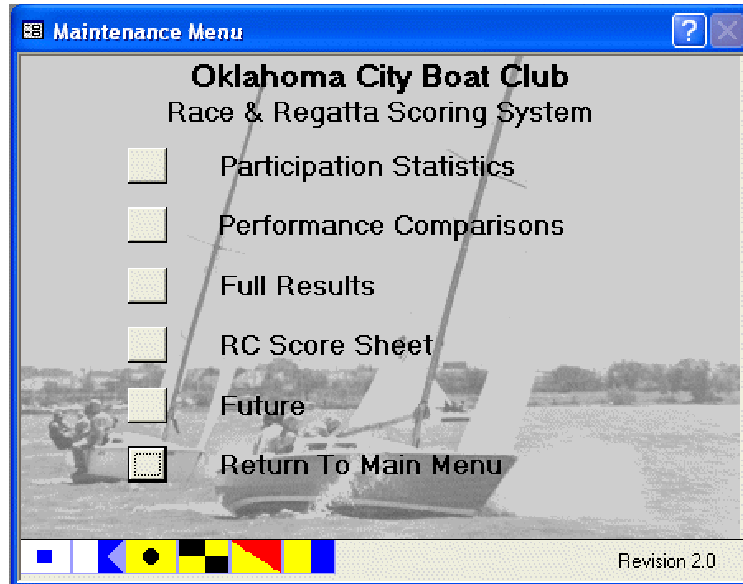 Maintenance Menu
Oklahoma City Boat Club
Race & Regatta Scoring System
Participation Statistics
Performance Comparisons
Full Results
RC Score Sheet
Future
Return To Main Menu
Revision 2.0